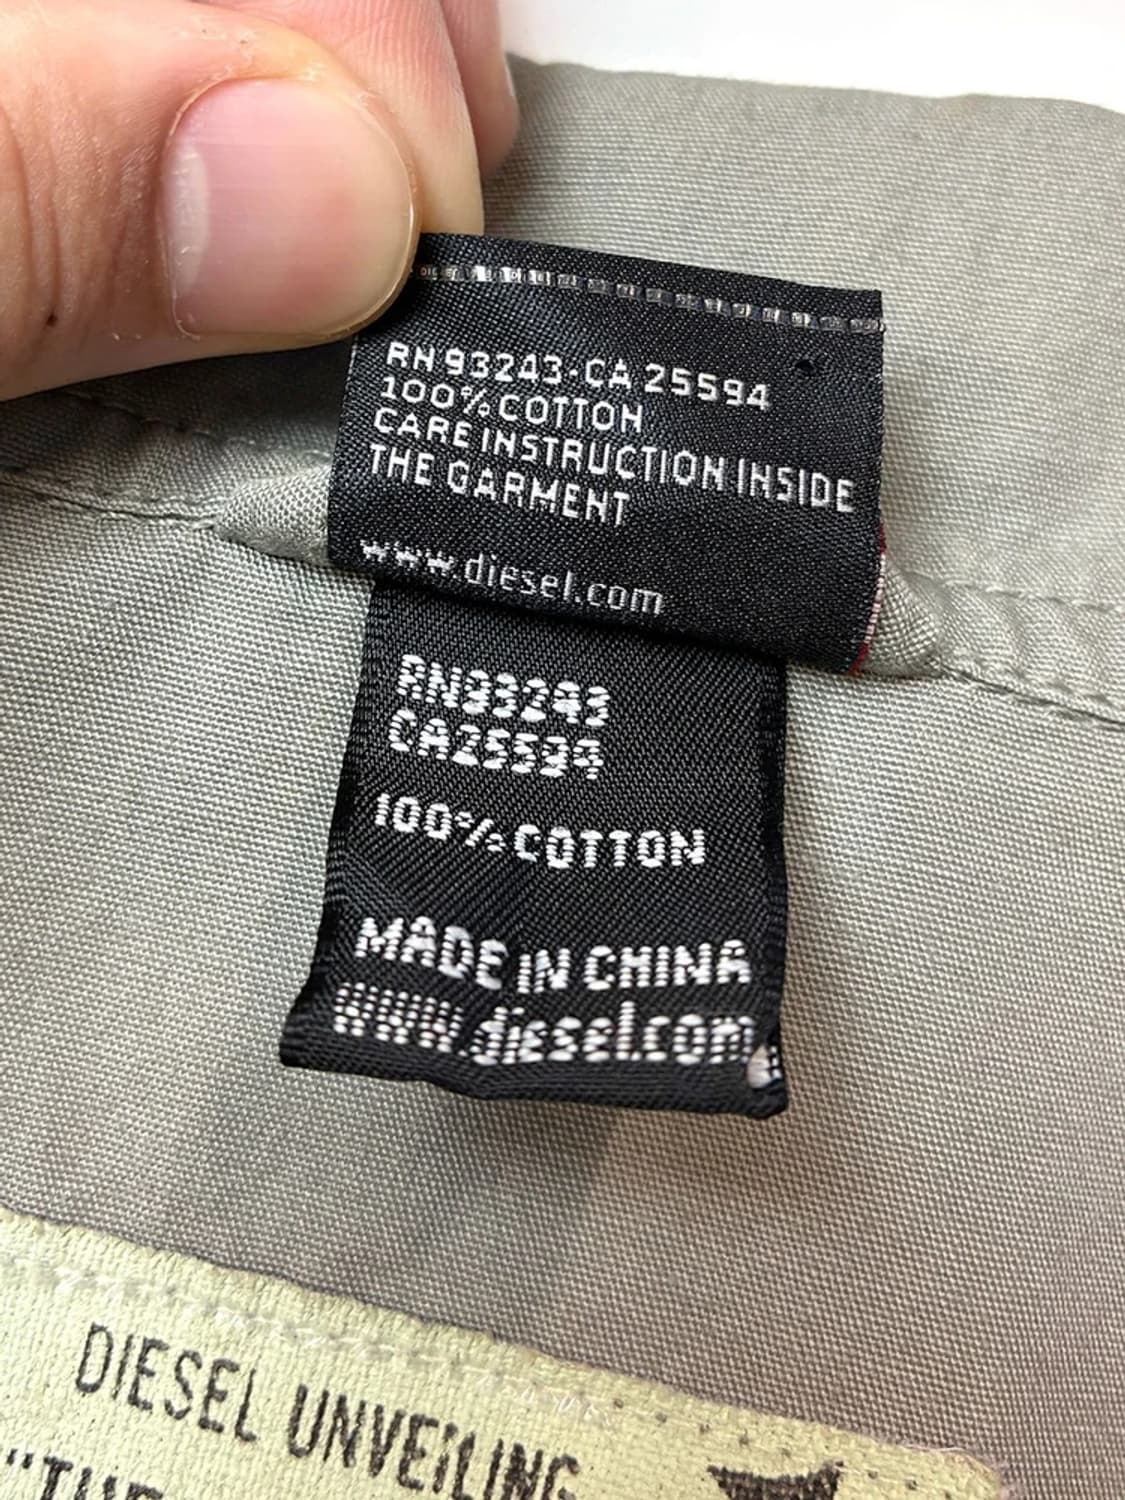 RN 93243-CA 25594
100% COTTON
CARE INSTRUCTION INSIDE
THE GARMENT
www.diesel.com
RN93243
CA25594
100% COTTON
MADE IN CHINA
www.diesel.com
DIESEL UNVEILING
"THE